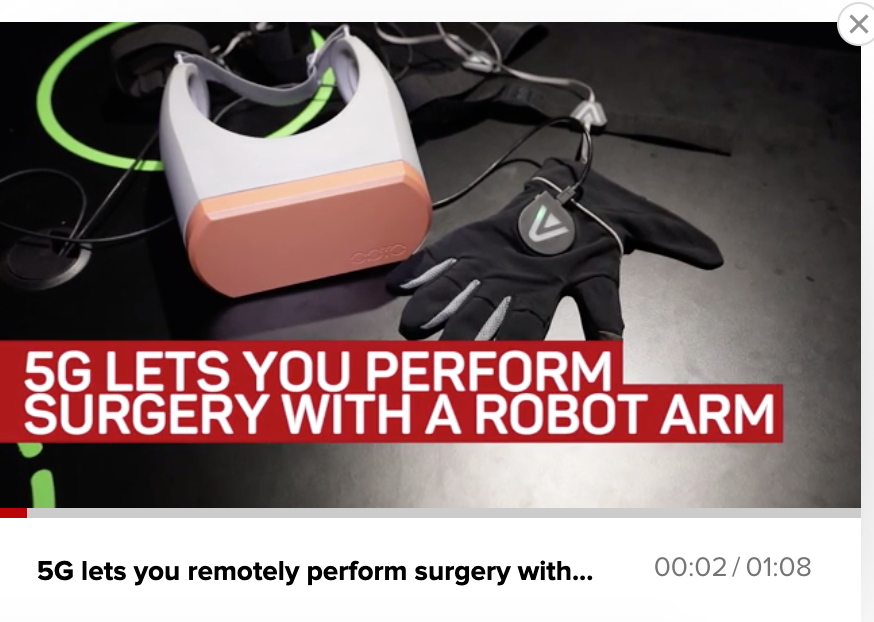 5G LETS YOU PERFORM
SURGERY WITH A ROBOT ARM
5G lets you remotely perform surgery with...
00:02 / 01:08